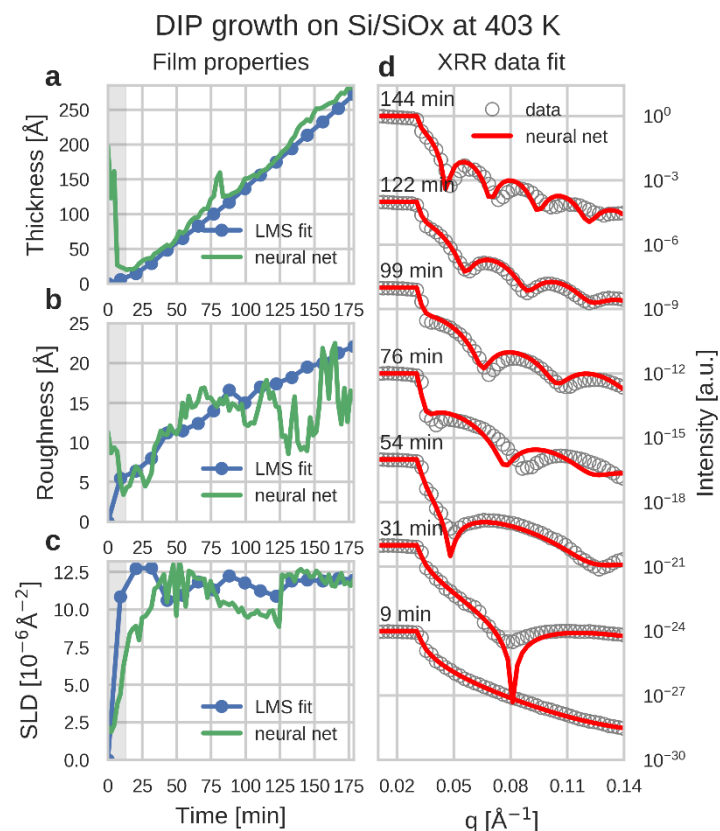 DIP growth on Si/SiOx at 403 K
Film properties
a
Thickness [Å]
250
200
150
100
50
0
LMS fit
neural net
0 25 50 75 100 125 150 175
b
Roughness [Å]
25
20
15
10
5
0
LMS fit
neural net
0 25 50 75 100 125 150 175
c
SLD [10⁻⁶Å⁻²]
12.5
10.0
7.5
5.0
2.5
0.0
LMS fit
neural net
0 25 50 75 100 125 150 175
Time [min]
d
XRR data fit
data
neural net
144 min
122 min
99 min
76 min
54 min
31 min
9 min
10⁰
10⁻³
10⁻⁶
10⁻⁹
10⁻¹²
10⁻¹⁵
10⁻¹⁸
10⁻²¹
10⁻²⁴
10⁻²⁷
10⁻³⁰
Intensity [a.u.]
0.02 0.05 0.08 0.11 0.14
q [Å⁻¹]